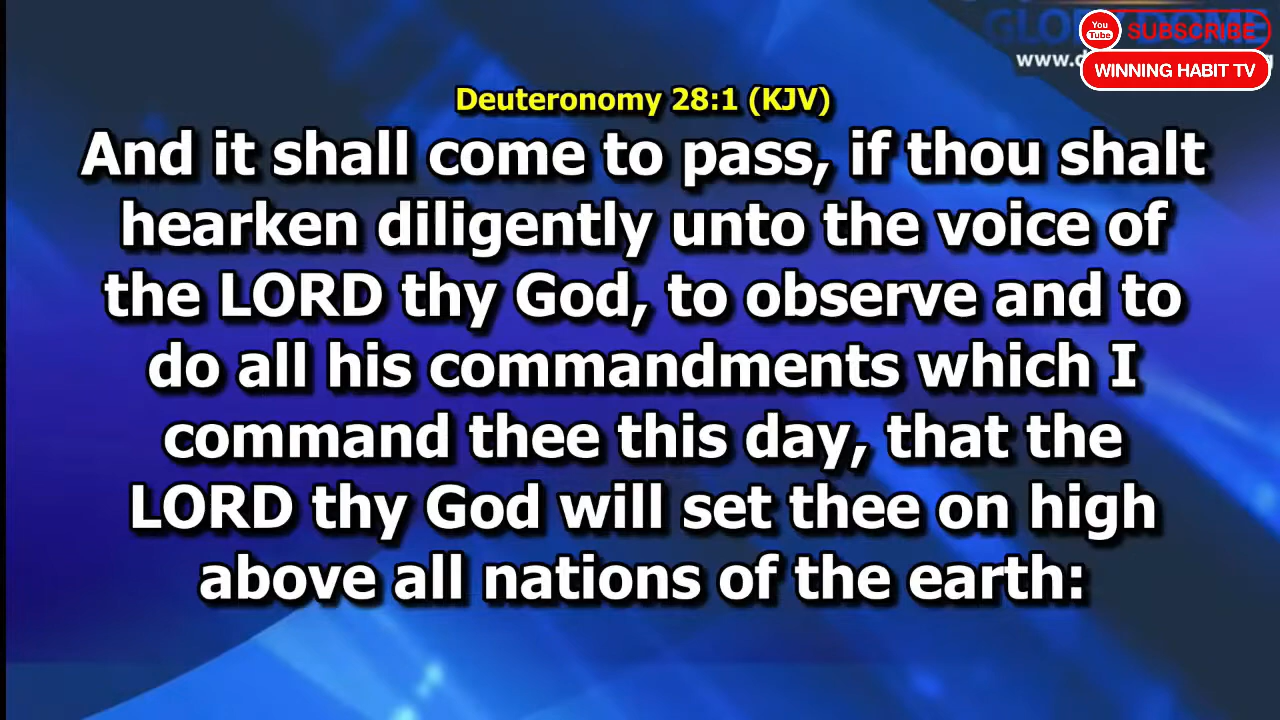 GLORY DOME
You
Tube
SUBSCRIBE
www.d
WINNING HABIT TV
Deuteronomy 28:1 (KJV)
And it shall come to pass, if thou shalt
hearken diligently unto the voice of
the LORD thy God, to observe and to
do all his commandments which I
command thee this day, that the
LORD thy God will set thee on high
above all nations of the earth: